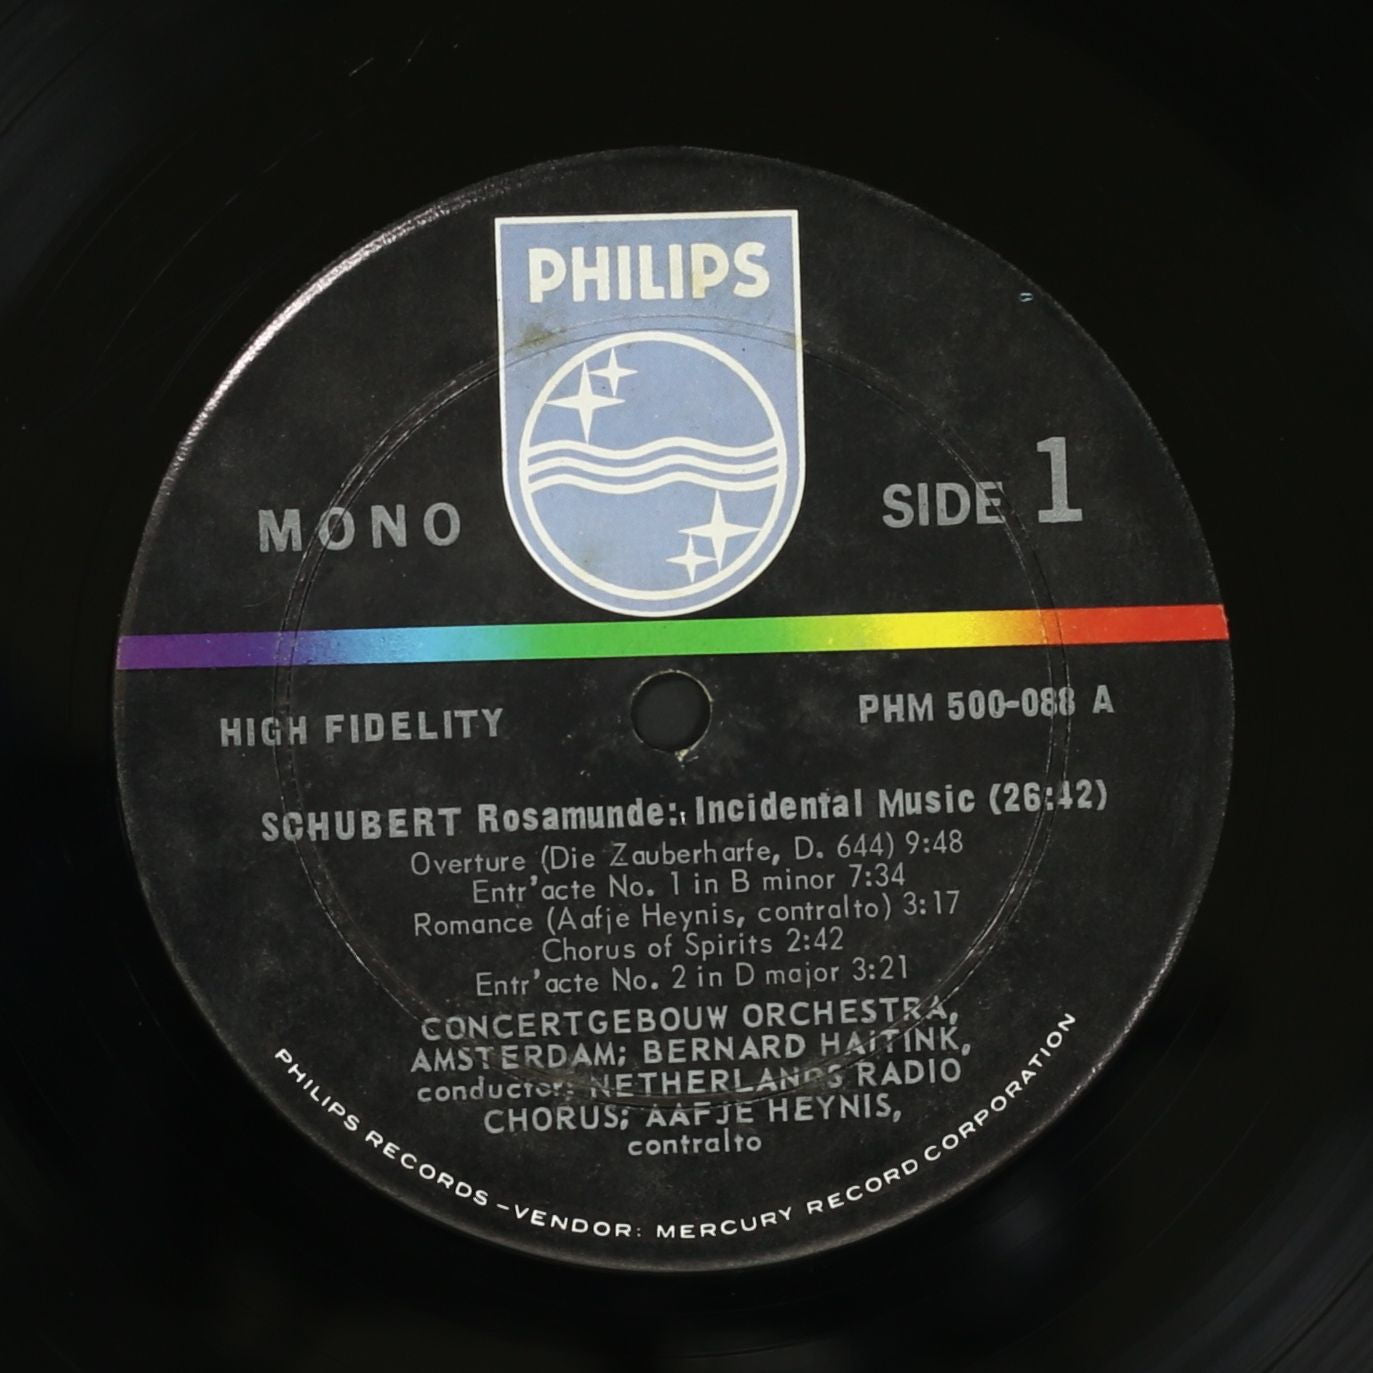 PHILIPS
MONO
SIDE 1
HIGH FIDELITY
PHM 500-088 A
SCHUBERT Rosamunde: Incidental Music (26:42)
Overture (Die Zauberharfe, D. 644) 9:48
Entr'acte No. 1 in B minor 7:34
Romance (Aafje Heynis, contralto) 3:17
Chorus of Spirits 2:42
Entr'acte No. 2 in D major 3:21
CONCERTGEBOUW ORCHESTRA,
AMSTERDAM; BERNARD HAITINK,
conductor; NETHERLANDS RADIO
CHORUS; AAFJE HEYNIS,
contralto
PHILIPS RECORDS - VENDOR: MERCURY RECORD CORPORATION